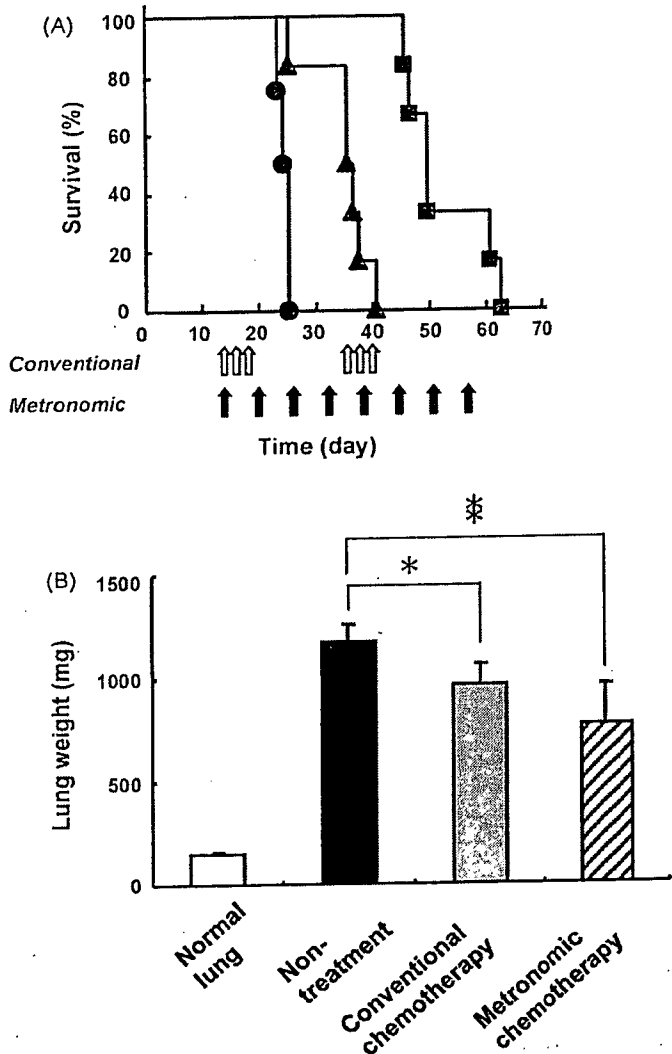 (A)
Survival (%)
100
80
60
40
20
0
0 10 20 30 40 50 60 70
Conventional
Metronomic
Time (day)
(B)
Lung weight (mg)
1500
1000
500
0
*
*
*
Normal
lung
Non-
treatment
Conventional
chemotherapy
Metronomic
chemotherapy